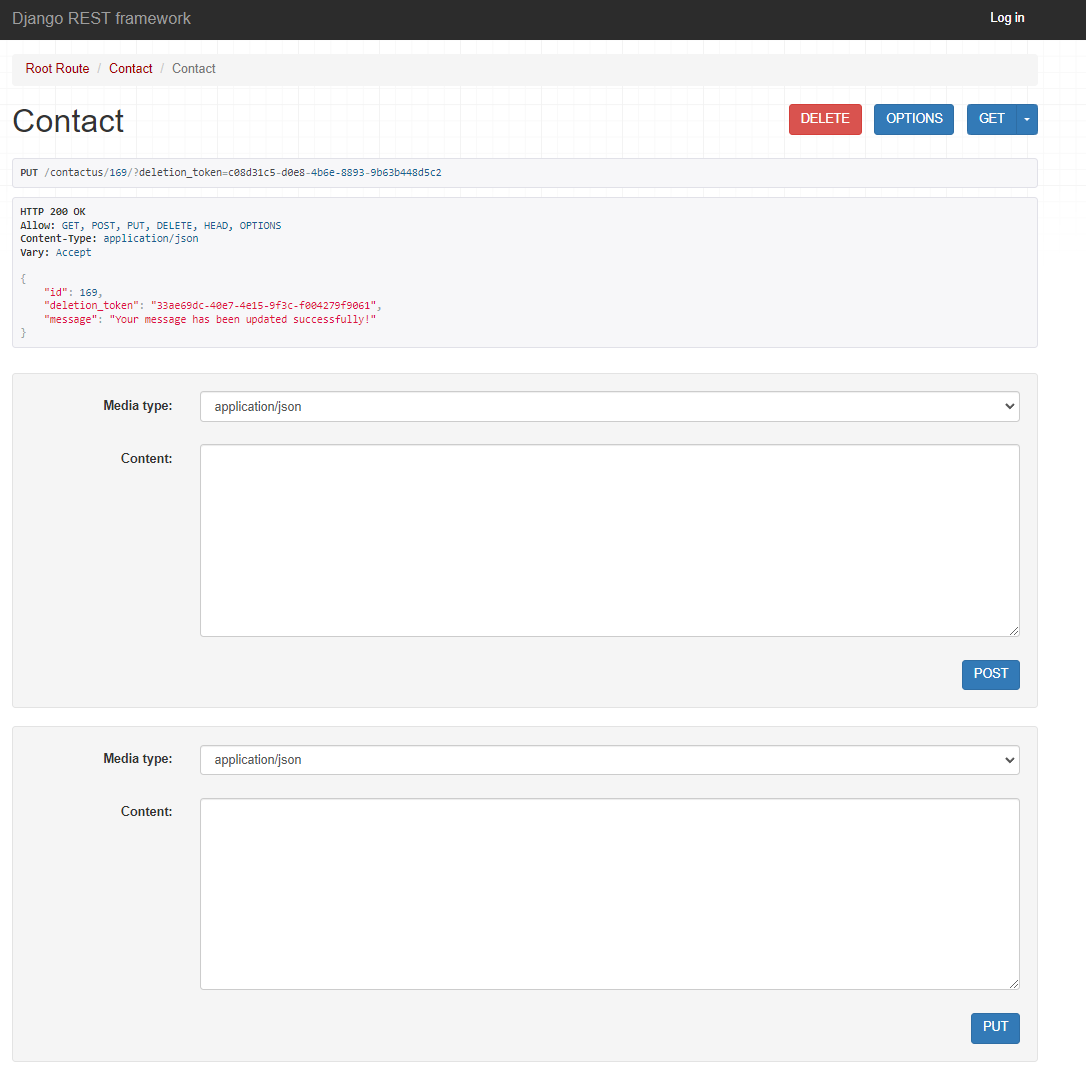 Django REST framework
Log in
Root Route / Contact / Contact
Contact
DELETE
OPTIONS
GET
PUT /contactus/169/?deletion_token=c08d31c5-d0e8-4b6e-8893-9b63b448d5c2
HTTP 200 OK
Allow: GET, POST, PUT, DELETE, HEAD, OPTIONS
Content-Type: application/json
Vary: Accept
{
"id": 169,
"deletion_token": "33ae69dc-40e7-4e15-9f3c-f004279f9061",
"message": "Your message has been updated successfully!"
}
Media type:
application/json
Content:
POST
Media type:
application/json
Content:
PUT